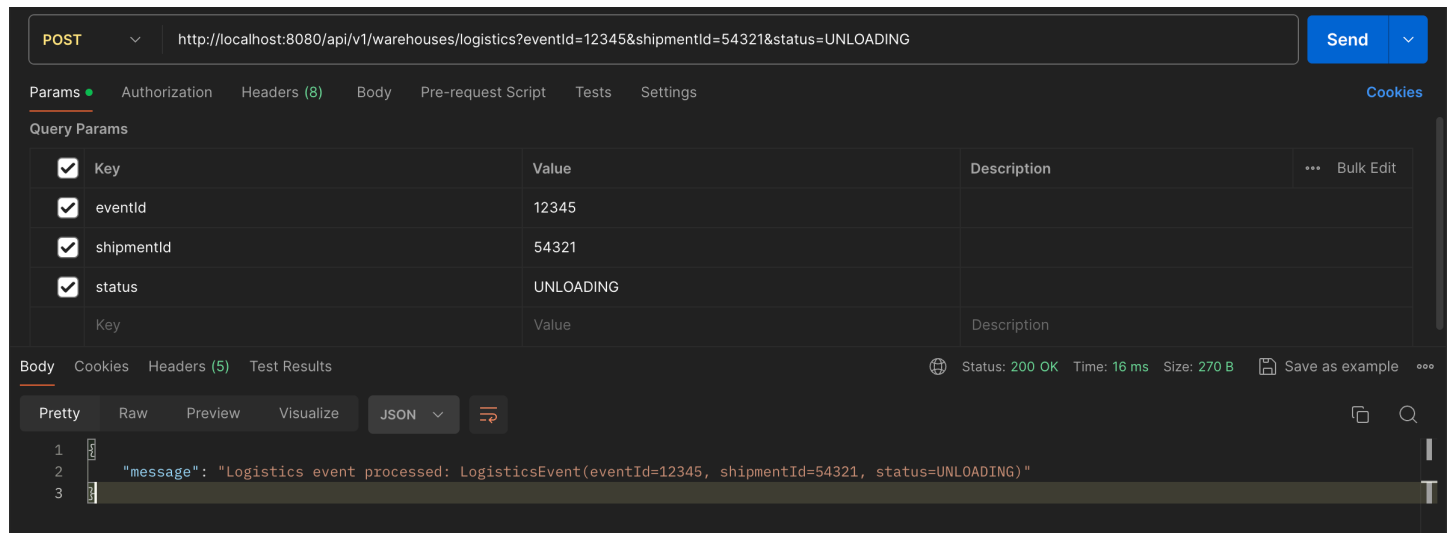 POST http://localhost:8080/api/v1/warehouses/logistics?eventId=12345&shipmentId=54321&status=UNLOADING Send
Params Authorization Headers (8) Body Pre-request Script Tests Settings Cookies
Query Params
Key Value Description ••• Bulk Edit
eventId 12345
shipmentId 54321
status UNLOADING
Key Value Description
Body Cookies Headers (5) Test Results Status: 200 OK Time: 16 ms Size: 270 B Save as example
Pretty Raw Preview Visualize JSON
1 {
2 "message": "Logistics event processed: LogisticsEvent(eventId=12345, shipmentId=54321, status=UNLOADING)"
3 }